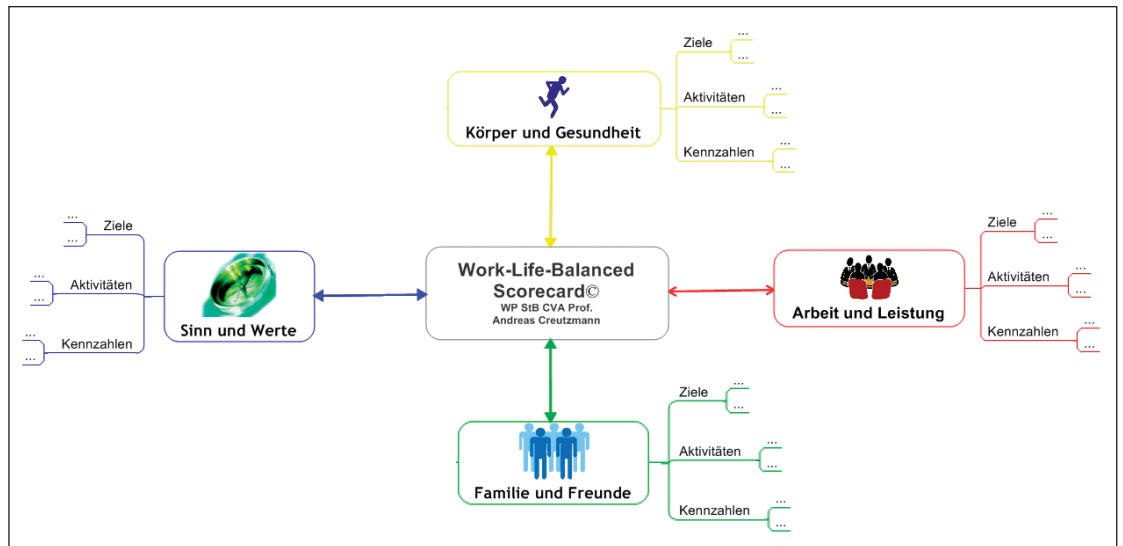 ...
Ziele
...
...
Aktivitäten
...
Körper und Gesundheit
...
Kennzahlen
...
...
Ziele
...
...
Aktivitäten
...
Sinn und Werte
...
Kennzahlen
...
Work-Life-Balanced
Scorecard©
WP StB CVA Prof.
Andreas Creutzmann
...
Ziele
...
...
Aktivitäten
...
Arbeit und Leistung
...
Kennzahlen
...
...
Ziele
...
...
Aktivitäten
...
Familie und Freunde
...
Kennzahlen
...